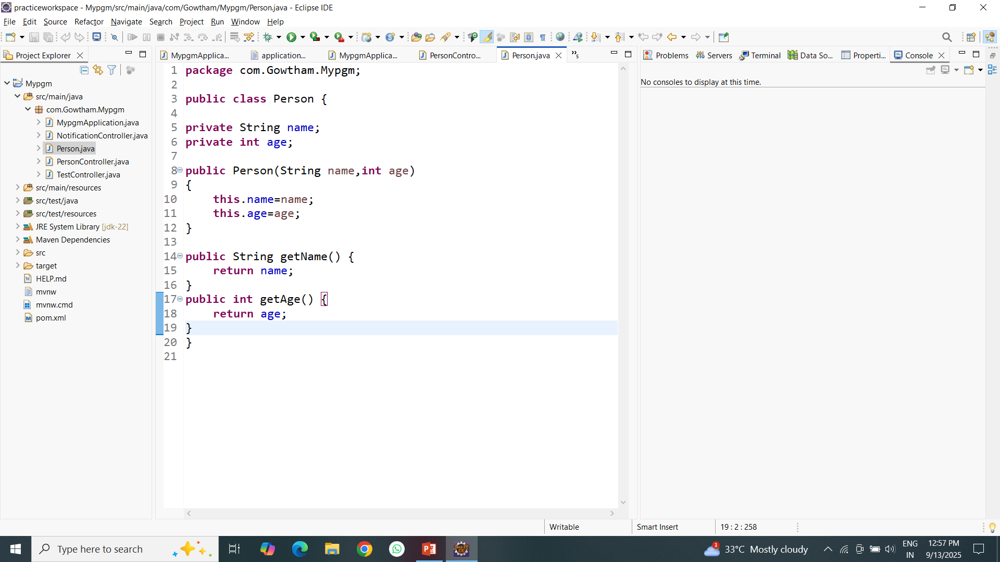 practiceworkspace - Mypgm/src/main/java/com/Gowtham/Mypgm/Person.java - Eclipse IDE
File Edit Source Refactor Navigate Search Project Run Window Help
Project Explorer
Mypgm
src/main/java
com.Gowtham.Mypgm
MypgmApplication.java
NotificationController.java
Person.java
PersonController.java
TestController.java
src/main/resources
src/test/java
src/test/resources
JRE System Library [jdk-22]
Maven Dependencies
src
target
HELP.md
mvnw
mvnw.cmd
pom.xml
MypgmApplica... application... MypgmApplica... PersonContro... Person.java »5
1 package com.Gowtham.Mypgm;
2
3 public class Person {
4
5 private String name;
6 private int age;
7
8 public Person(String name,int age)
9 {
10     this.name=name;
11     this.age=age;
12 }
13
14 public String getName() {
15     return name;
16 }
17 public int getAge() {
18     return age;
19 }
20 }
21
Problems Servers Terminal Data So... Properti... Console
No consoles to display at this time.
Writable Smart Insert 19 : 2 : 258
Type here to search
3 33°C Mostly cloudy
ENG
IN
12:57 PM
9/13/2025